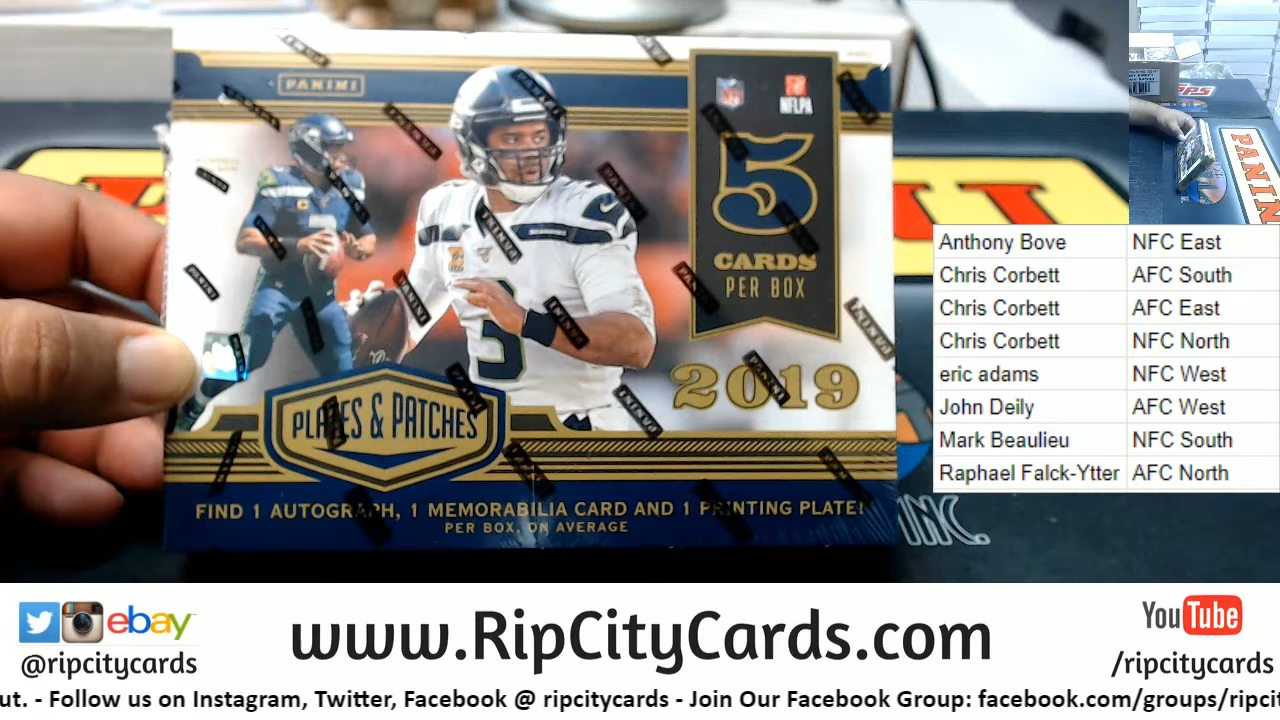 PANINI
NFL
NFLPA
5
CARDS
PER BOX
3
2019
PLATES & PATCHES
FIND 1 AUTOGRAPH, 1 MEMORABILIA CARD AND 1 PRINTING PLATE!
PER BOX, ON AVERAGE
PANINI
INC.
Anthony Bove NFC East
Chris Corbett AFC South
Chris Corbett AFC East
Chris Corbett NFC North
eric adams NFC West
John Deily AFC West
Mark Beaulieu NFC South
Raphael Falck-Ytter AFC North
ebay
@ripcitycards
www.RipCityCards.com
YouTube
/ripcitycards
ut. - Follow us on Instagram, Twitter, Facebook @ ripcitycards - Join Our Facebook Group: facebook.com/groups/ripcit